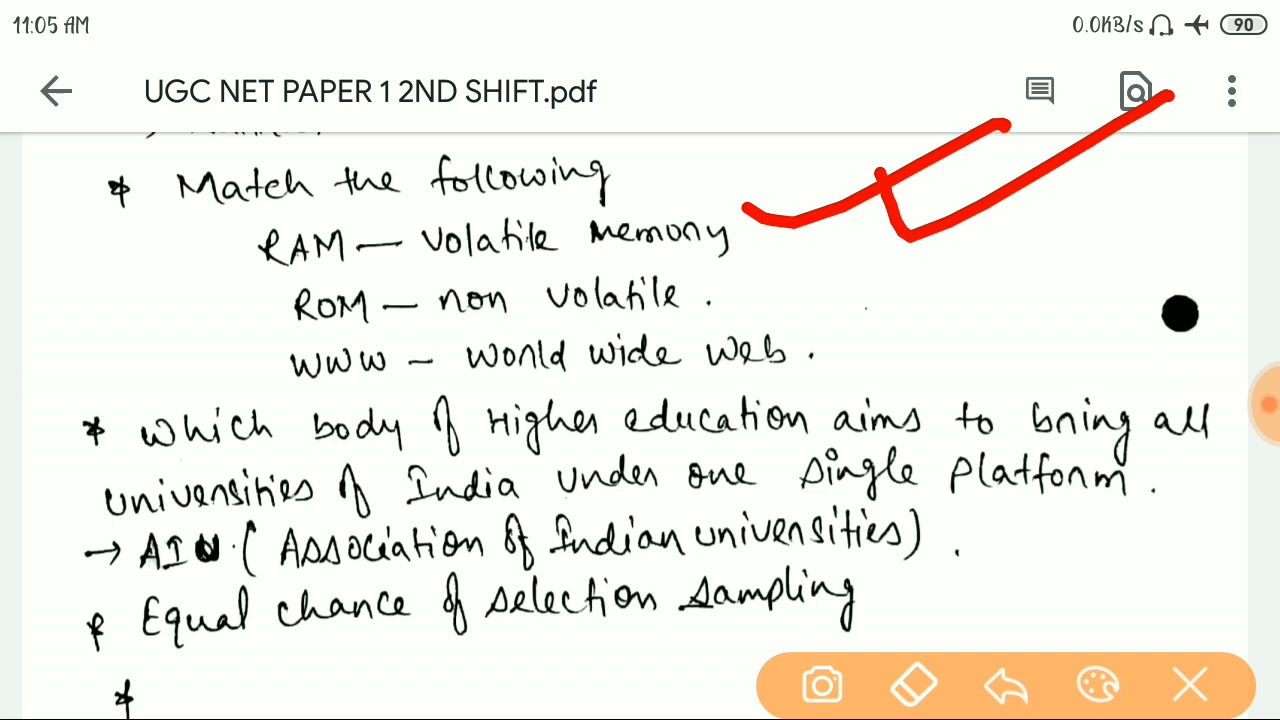 11:05 AM 0.0KB/s 90
UGC NET PAPER 1 2ND SHIFT.pdf
* Match the following
RAM — volatile memory
ROM — non volatile .
WWW — world wide web .
* which body of Higher education aims to bring all
universities of India under one single platform .
→ AIU . ( Association of Indian universities ) .
* Equal chance of selection sampling
*